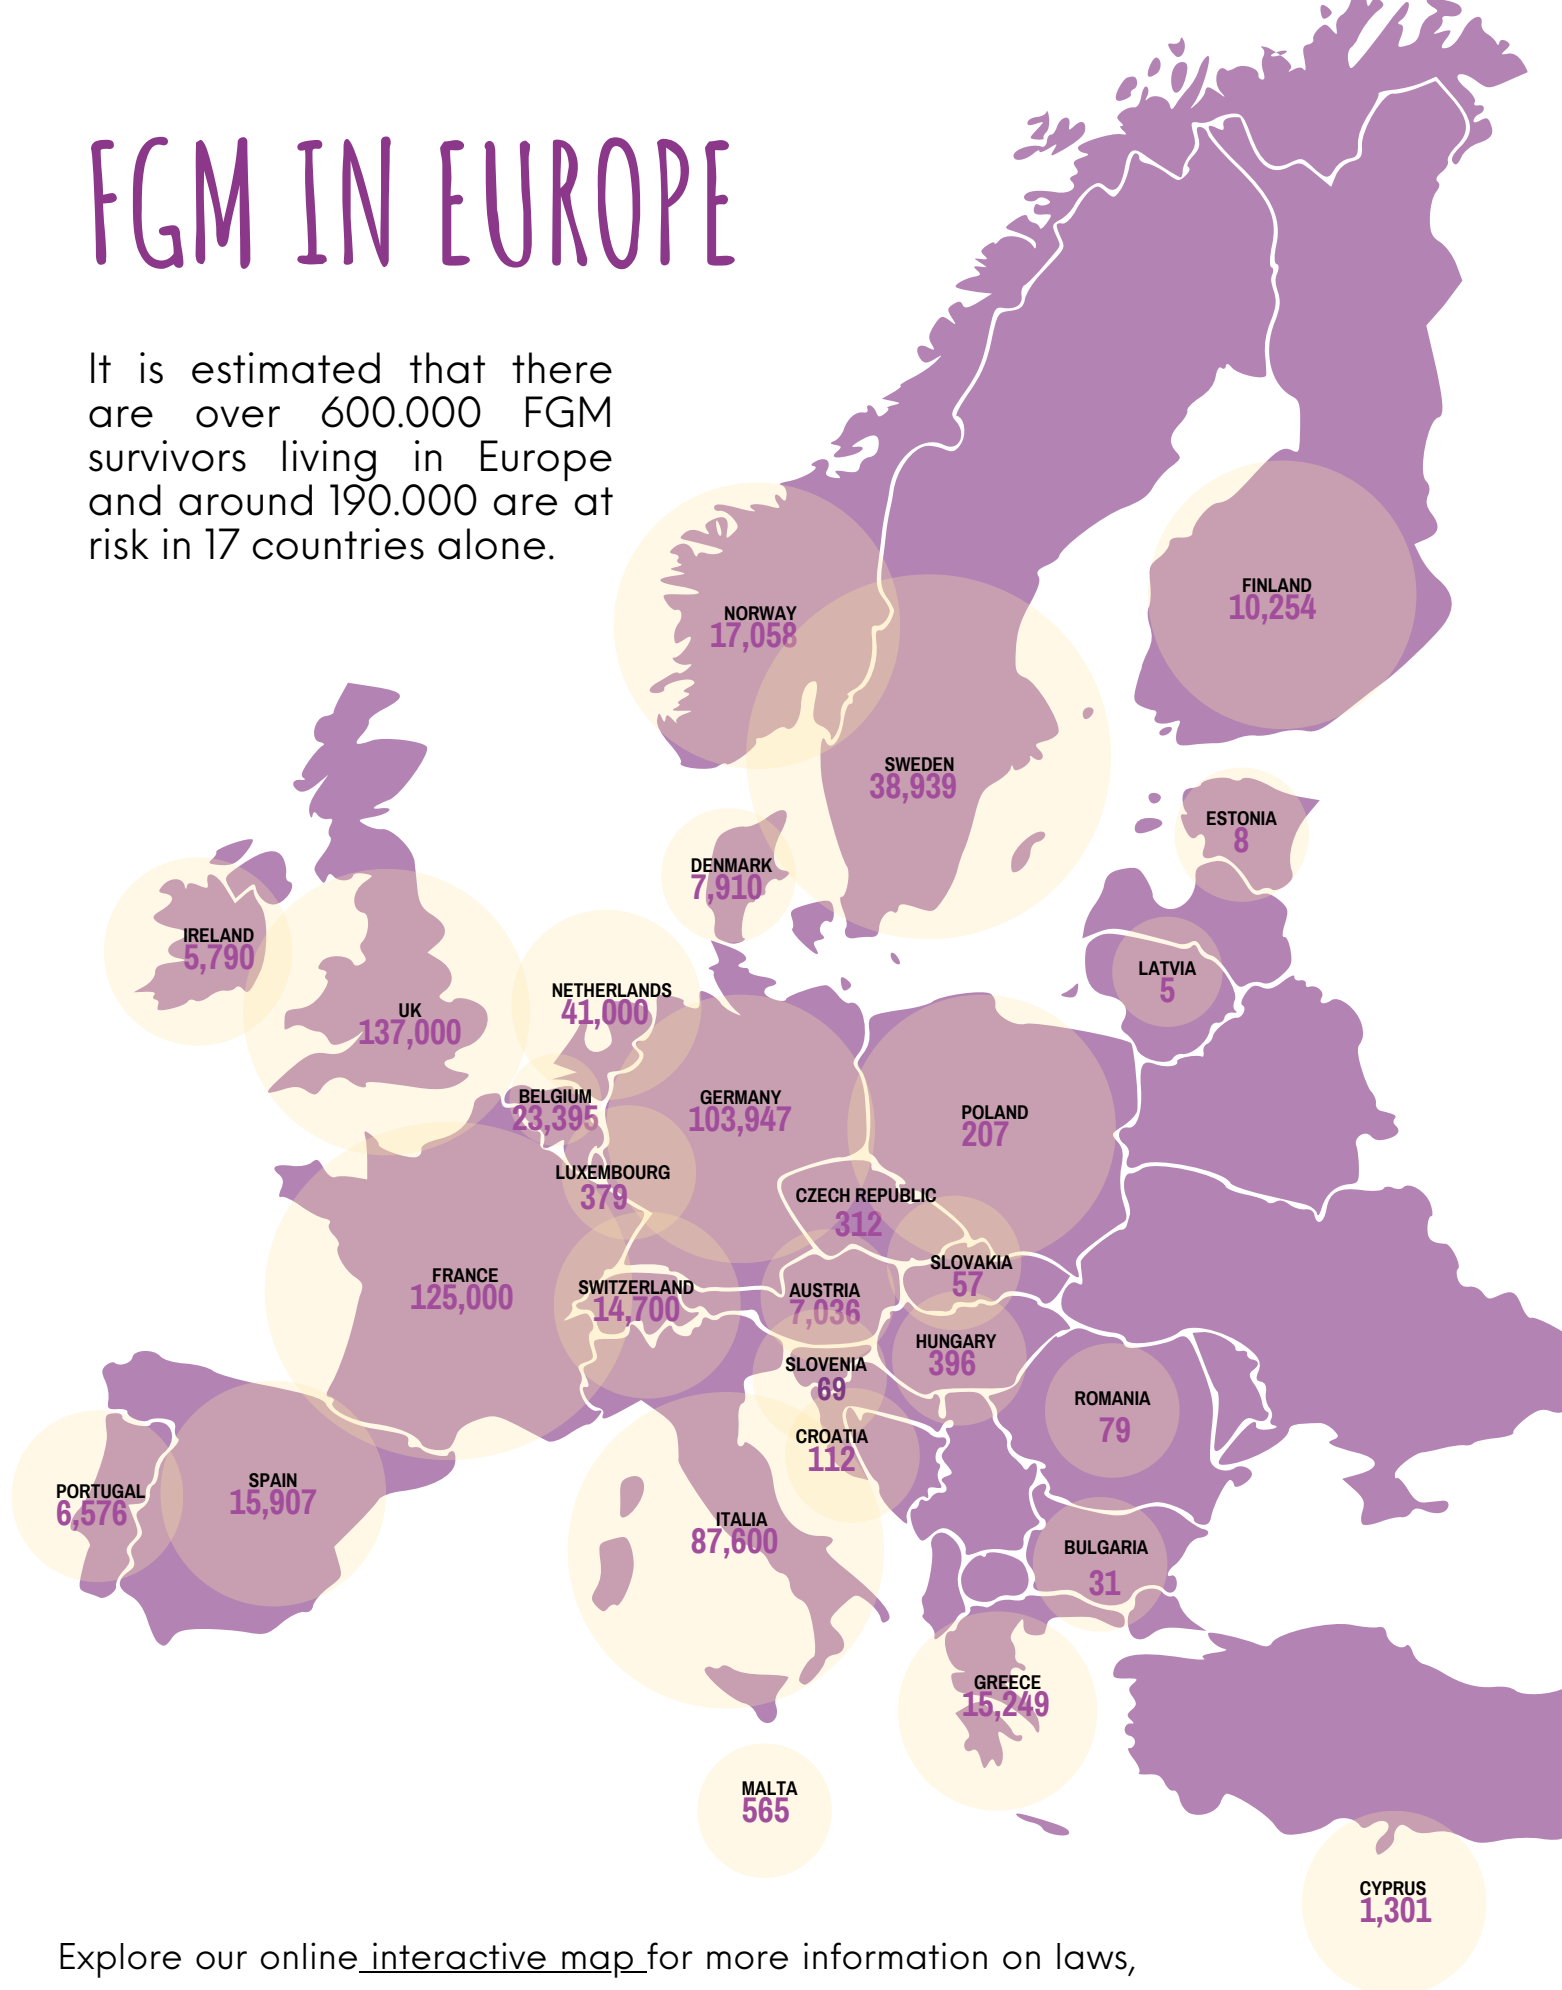 FGM IN EUROPE
It is estimated that there
are over 600.000 FGM
survivors living in Europe
and around 190.000 are at
risk in 17 countries alone.
FINLAND
10,254
NORWAY
17,058
SWEDEN
38,939
ESTONIA
8
DENMARK
7,910
IRELAND
5,790
LATVIA
5
NETHERLANDS
41,000
UK
137,000
BELGIUM
23,395
GERMANY
103,947
POLAND
207
LUXEMBOURG
379
CZECH REPUBLIC
312
SLOVAKIA
57
FRANCE
125,000
SWITZERLAND
14,700
AUSTRIA
7,036
HUNGARY
396
SLOVENIA
69
ROMANIA
79
CROATIA
112
SPAIN
15,907
PORTUGAL
6,576
ITALIA
87,600
BULGARIA
31
GREECE
15,249
MALTA
565
CYPRUS
1,301
Explore our online interactive map for more information on laws,